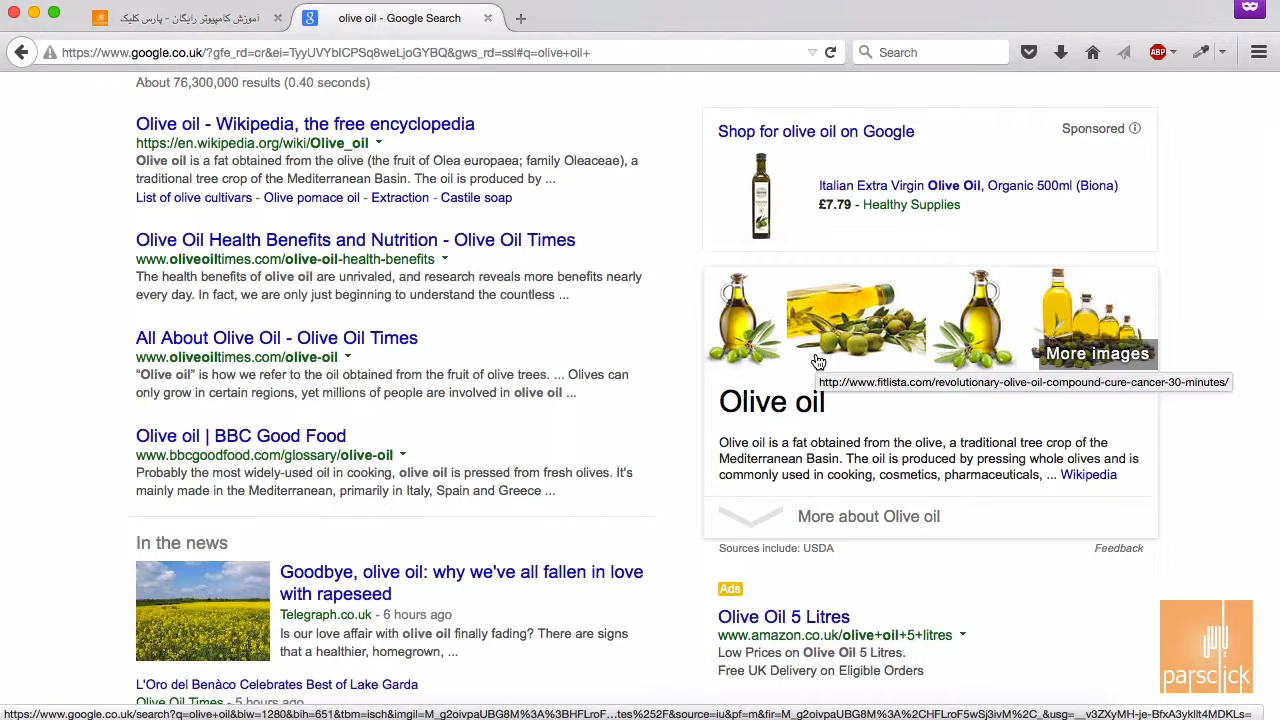 آموزش کامپیوتر رایگان - پارس کلیک
olive oil - Google Search
https://www.google.co.uk/?gfe_rd=cr&ei=TyyUVYbICPSq8weLjoGYBQ&gws_rd=ssl#q=olive+oil+
Search
ABP
About 76,300,000 results (0.40 seconds)
Olive oil - Wikipedia, the free encyclopedia
https://en.wikipedia.org/wiki/Olive_oil
Olive oil is a fat obtained from the olive (the fruit of Olea europaea; family Oleaceae), a
traditional tree crop of the Mediterranean Basin. The oil is produced by ...
List of olive cultivars - Olive pomace oil - Extraction - Castile soap
Olive Oil Health Benefits and Nutrition - Olive Oil Times
www.oliveoiltimes.com/olive-oil-health-benefits
The health benefits of olive oil are unrivaled, and research reveals more benefits nearly
every day. In fact, we are only just beginning to understand the countless ...
All About Olive Oil - Olive Oil Times
www.oliveoiltimes.com/olive-oil
“Olive oil” is how we refer to the oil obtained from the fruit of olive trees. ... Olives can
only grow in certain regions, yet millions of people are involved in olive oil ...
Olive oil | BBC Good Food
www.bbcgoodfood.com/glossary/olive-oil
Probably the most widely-used oil in cooking, olive oil is pressed from fresh olives. It's
mainly made in the Mediterranean, primarily in Italy, Spain and Greece ...
In the news
Goodbye, olive oil: why we've all fallen in love
with rapeseed
Telegraph.co.uk - 6 hours ago
Is our love affair with olive oil finally fading? There are signs
that a healthier, homegrown, ...
L'Oro del Benàco Celebrates Best of Lake Garda
Olive Oil Times - 5 hours ago
Shop for olive oil on Google
Sponsored
Italian Extra Virgin Olive Oil, Organic 500ml (Biona)
£7.79 - Healthy Supplies
More images
http://www.fitlista.com/revolutionary-olive-oil-compound-cure-cancer-30-minutes/
Olive oil
Olive oil is a fat obtained from the olive, a traditional tree crop of the
Mediterranean Basin. The oil is produced by pressing whole olives and is
commonly used in cooking, cosmetics, pharmaceuticals, ... Wikipedia
More about Olive oil
Sources include: USDA
Feedback
Ads
Olive Oil 5 Litres
www.amazon.co.uk/olive+oil+5+litres
Low Prices on Olive Oil 5 Litres.
Free UK Delivery on Eligible Orders
parsclick